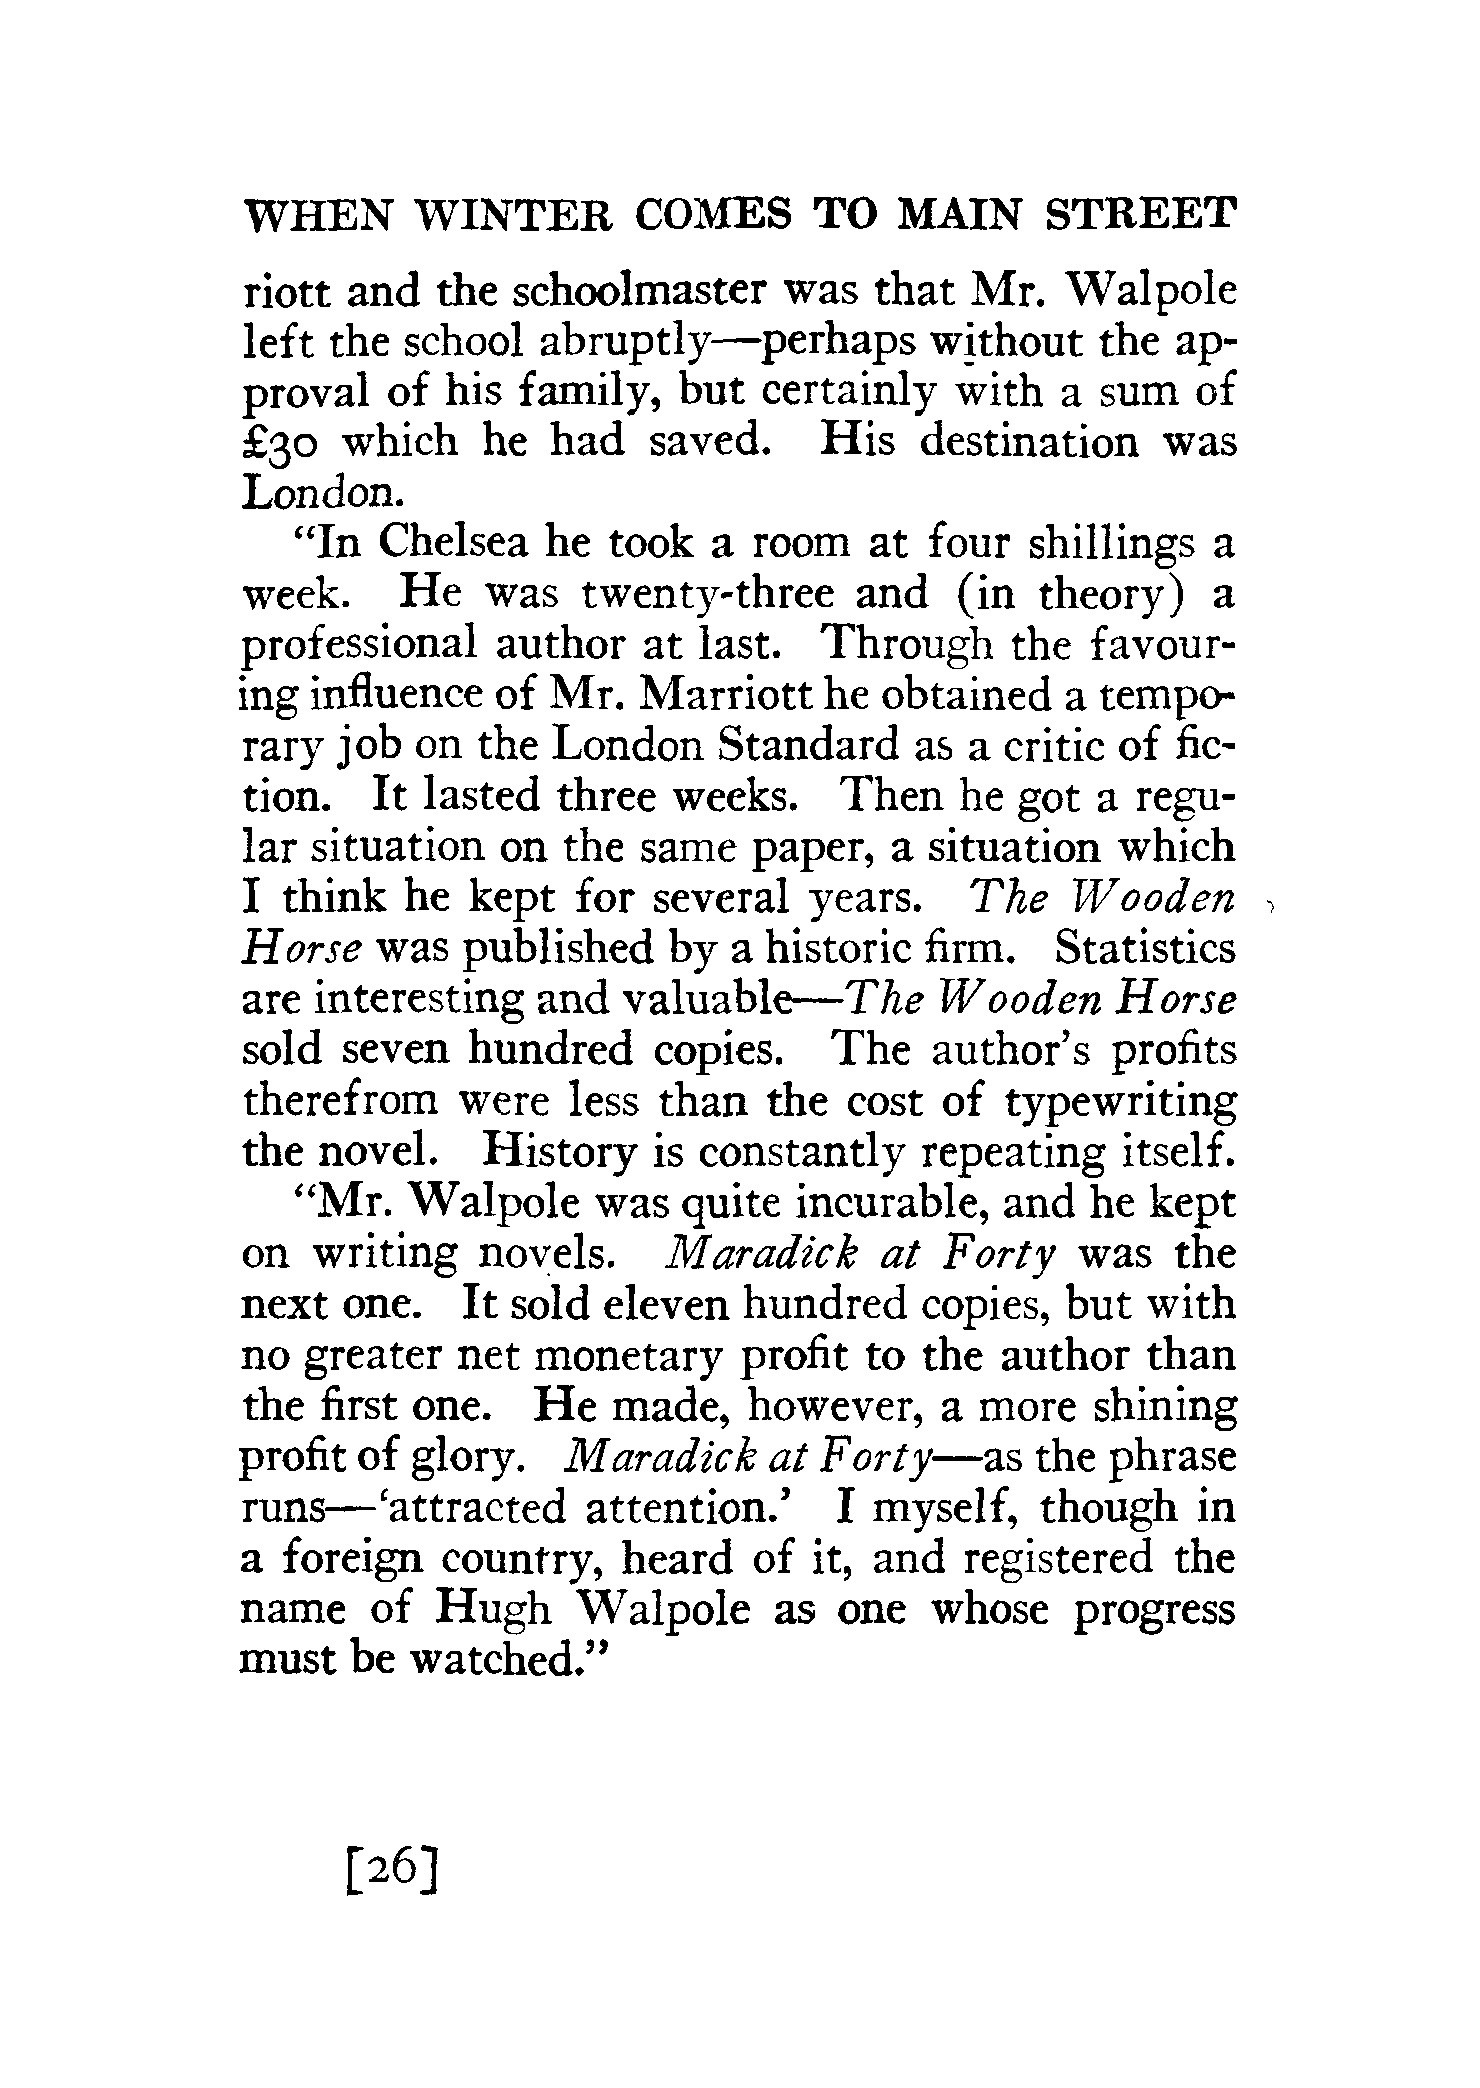 WHEN WINTER COMES TO MAIN STREET
riott and the schoolmaster was that Mr. Walpole
left the school abruptly—perhaps without the ap-
proval of his family, but certainly with a sum of
£30 which he had saved. His destination was
London.
“In Chelsea he took a room at four shillings a
week. He was twenty-three and (in theory) a
professional author at last. Through the favour-
ing influence of Mr. Marriott he obtained a tempo-
rary job on the London Standard as a critic of fic-
tion. It lasted three weeks. Then he got a regu-
lar situation on the same paper, a situation which
I think he kept for several years. The Wooden
Horse was published by a historic firm. Statistics
are interesting and valuable—The Wooden Horse
sold seven hundred copies. The author’s profits
therefrom were less than the cost of typewriting
the novel. History is constantly repeating itself.
“Mr. Walpole was quite incurable, and he kept
on writing novels. Maradick at Forty was the
next one. It sold eleven hundred copies, but with
no greater net monetary profit to the author than
the first one. He made, however, a more shining
profit of glory. Maradick at Forty—as the phrase
runs—‘attracted attention.’ I myself, though in
a foreign country, heard of it, and registered the
name of Hugh Walpole as one whose progress
must be watched.”
[26]